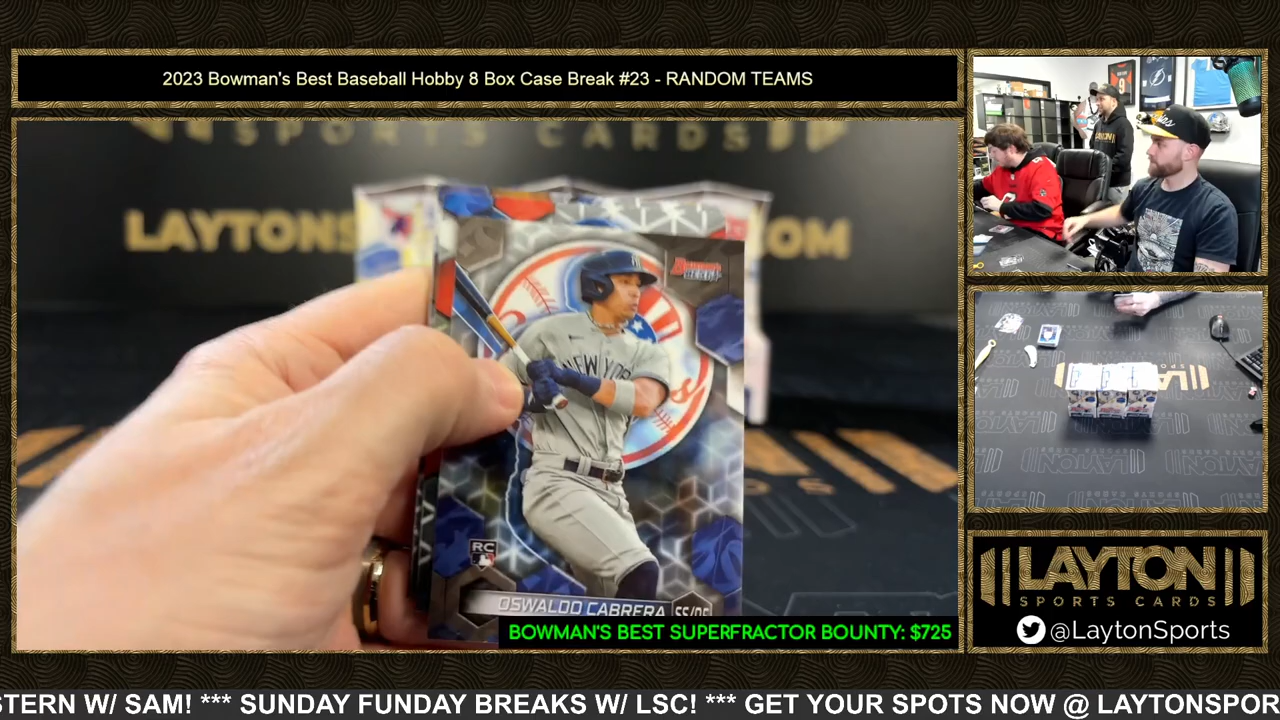 2023 Bowman's Best Baseball Hobby 8 Box Case Break #23 - RANDOM TEAMS
SPORTS CARDS
LAYTONS
OM
Bowman's
BEST
NEW YOR
RC
OSWALDO CABRERA
BOWMAN'S BEST SUPERFRACTOR BOUNTY: $725
LAYTON
SPORTS CARDS
@LaytonSports
STERN W/ SAM! *** SUNDAY FUNDAY BREAKS W/ LSC! *** GET YOUR SPOTS NOW @ LAYTONSPOR